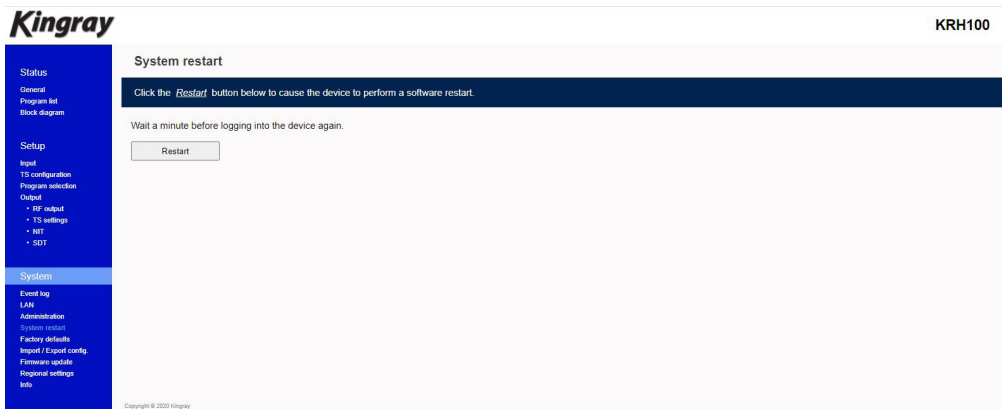 Kingray
KRH100
Status
General
Program list
Block diagram
Setup
Input
TS configuration
Program selection
Output
• RF output
• TS settings
• NIT
• SDT
System
Event log
LAN
Administration
System restart
Factory defaults
Import / Export config.
Firmware update
Regional settings
Info
System restart
Click the Restart button below to cause the device to perform a software restart.
Wait a minute before logging into the device again.
Restart
Copyright © 2020 Kingray